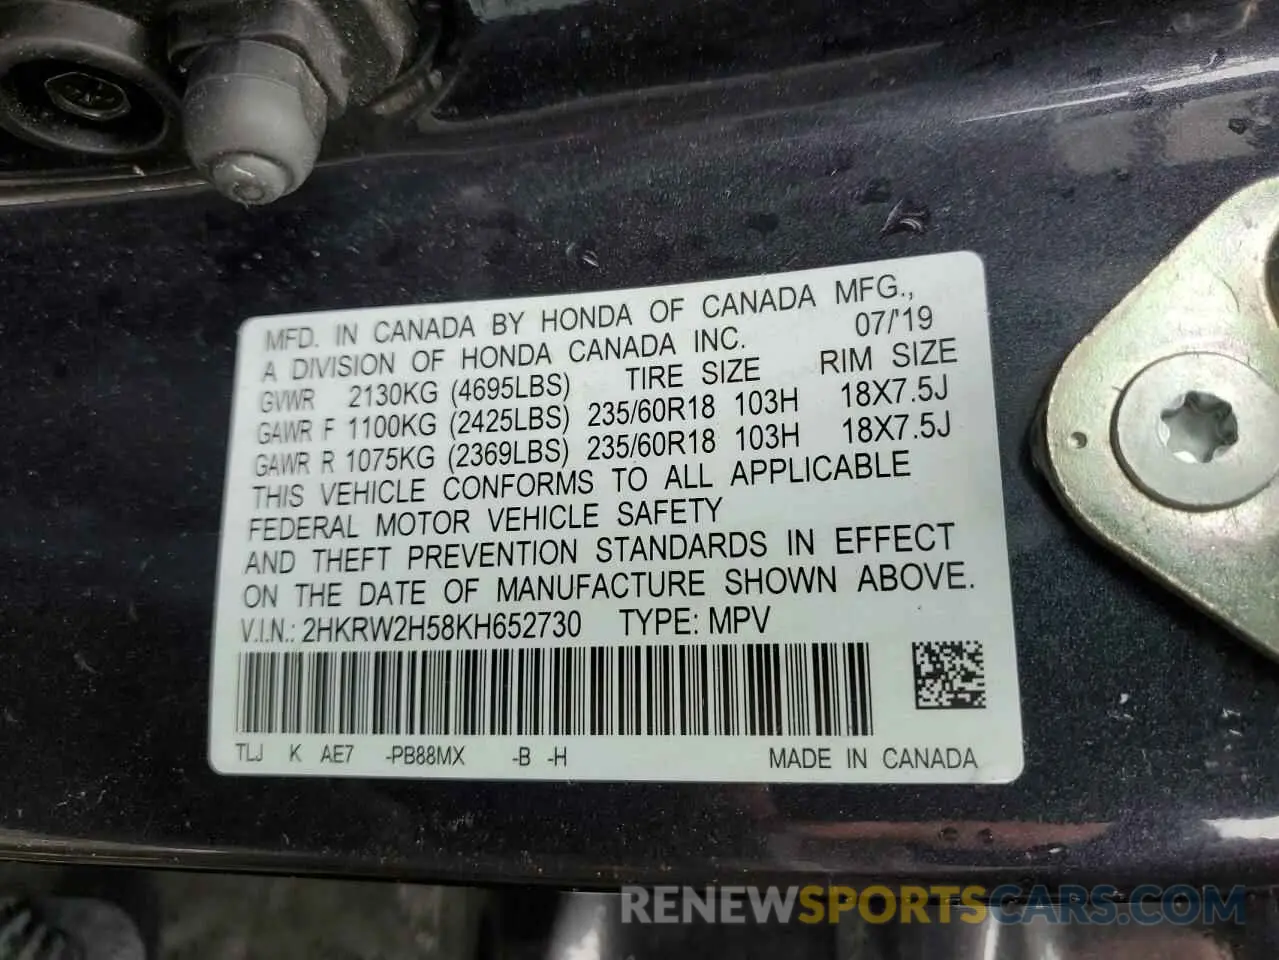 MFD. IN CANADA BY HONDA OF CANADA MFG.,
A DIVISION OF HONDA CANADA INC. 07/'19
GVWR 2130KG (4695LBS) TIRE SIZE RIM SIZE
GAWR F 1100KG (2425LBS) 235/60R18 103H 18X7.5J
GAWR R 1075KG (2369LBS) 235/60R18 103H 18X7.5J
THIS VEHICLE CONFORMS TO ALL APPLICABLE
FEDERAL MOTOR VEHICLE SAFETY
AND THEFT PREVENTION STANDARDS IN EFFECT
ON THE DATE OF MANUFACTURE SHOWN ABOVE.
V.I.N.: 2HKRW2H58KH652730 TYPE: MPV
TLJ K AE7 -PB88MX -B -H MADE IN CANADA
RENEWSPORTSCARS.COM